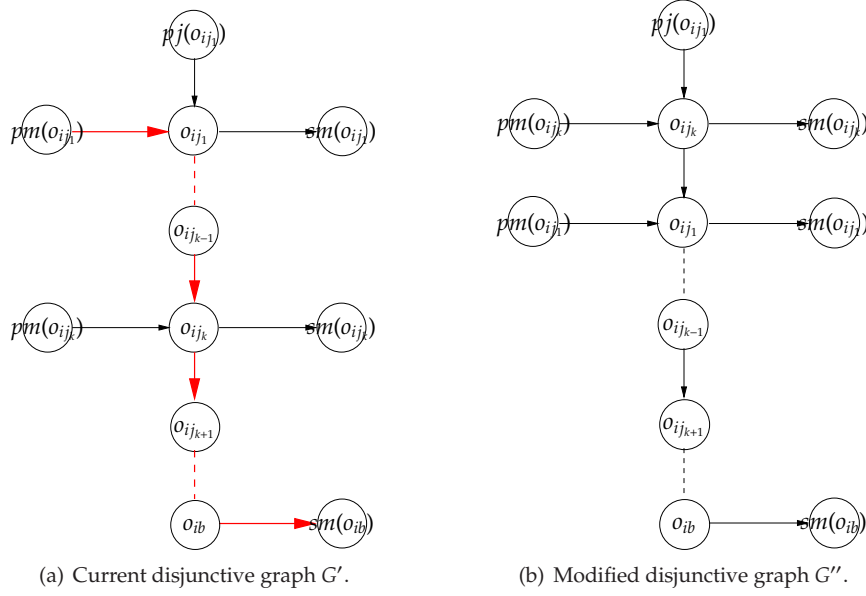 pj(o_{ij_1})
pm(o_{ij_1}) o_{ij_1} sm(o_{ij_1})
o_{ij_{k−1}}
pm(o_{ij_k}) o_{ij_k} sm(o_{ij_k})
o_{ij_{k+1}}
o_{ib} sm(o_{ib})
(a) Current disjunctive graph G′.
pj(o_{ij_1})
pm(o_{ij_k}) o_{ij_k} sm(o_{ij_k})
pm(o_{ij_1}) o_{ij_1} sm(o_{ij_1})
o_{ij_{k−1}}
o_{ij_{k+1}}
o_{ib} sm(o_{ib})
(b) Modified disjunctive graph G″.